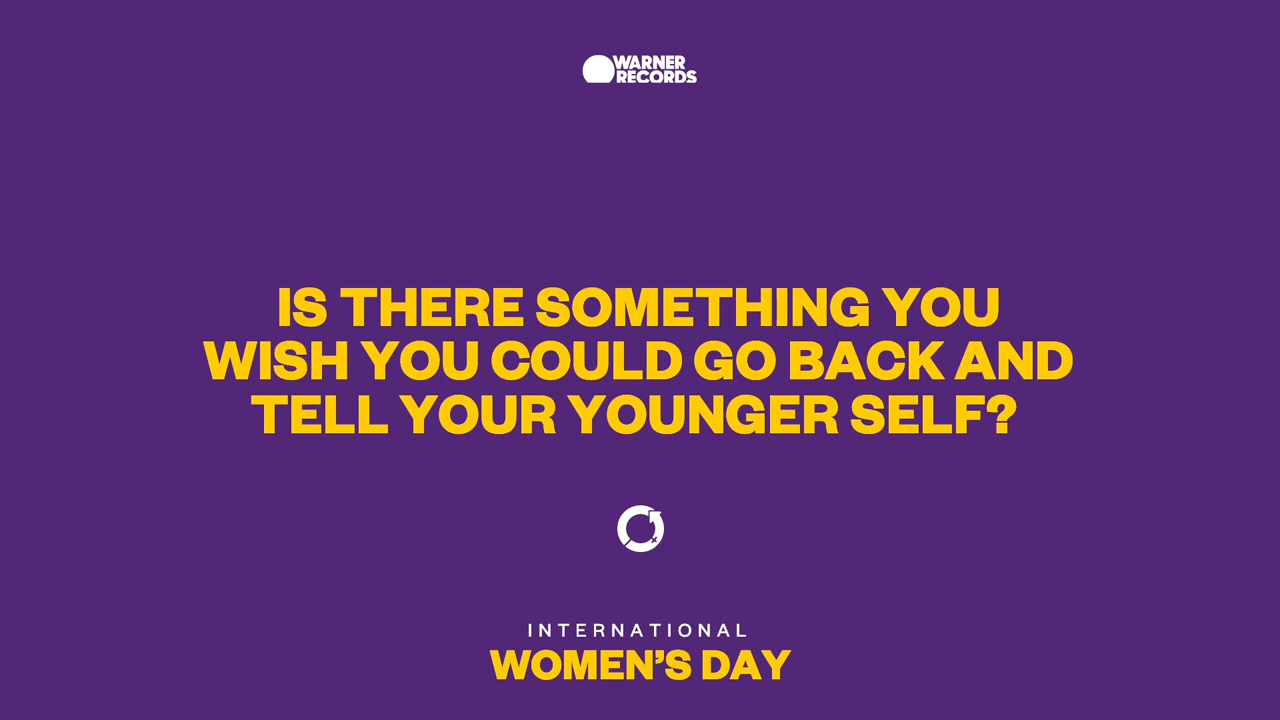 WARNER
RECORDS
IS THERE SOMETHING YOU
WISH YOU COULD GO BACK AND
TELL YOUR YOUNGER SELF?
INTERNATIONAL
WOMEN'S DAY